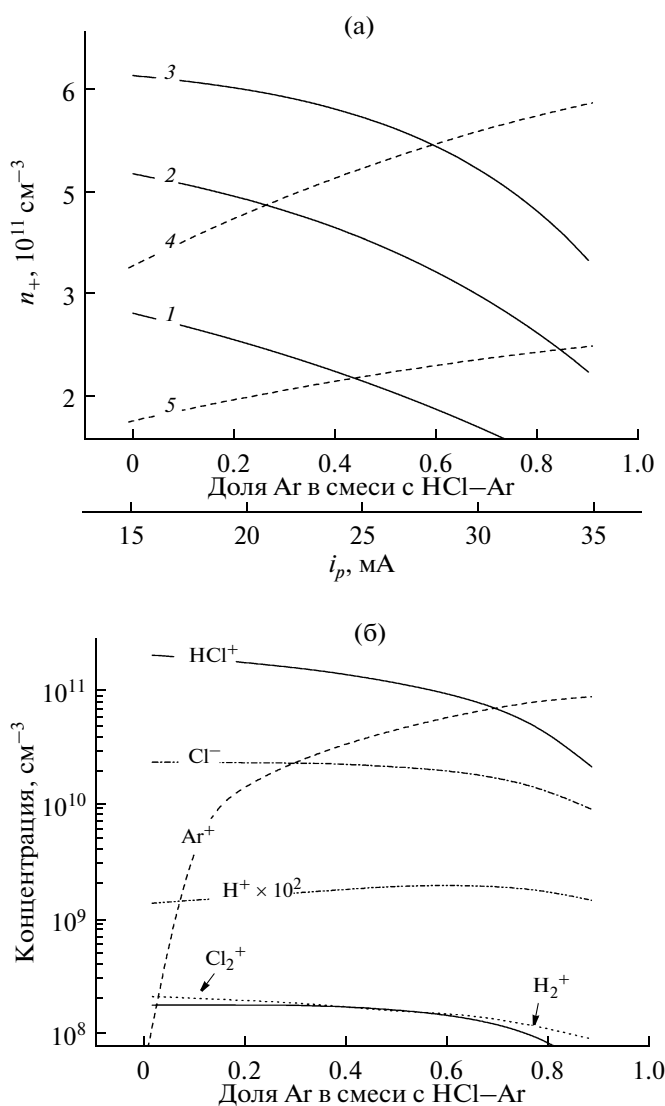 (а)
6
5
3
2
n₊, 10¹¹ см⁻³
3
2
4
1
5
0 0.2 0.4 0.6 0.8 1.0
Доля Ar в смеси с HCl–Ar
15 20 25 30 35
iₚ, мА
(б)
HCl⁺
10¹¹
Cl⁻
10¹⁰
Ar⁺
H⁺ × 10²
10⁹
Cl₂⁺
H₂⁺
10⁸
Концентрация, см⁻³
0 0.2 0.4 0.6 0.8 1.0
Доля Ar в смеси с HCl–Ar